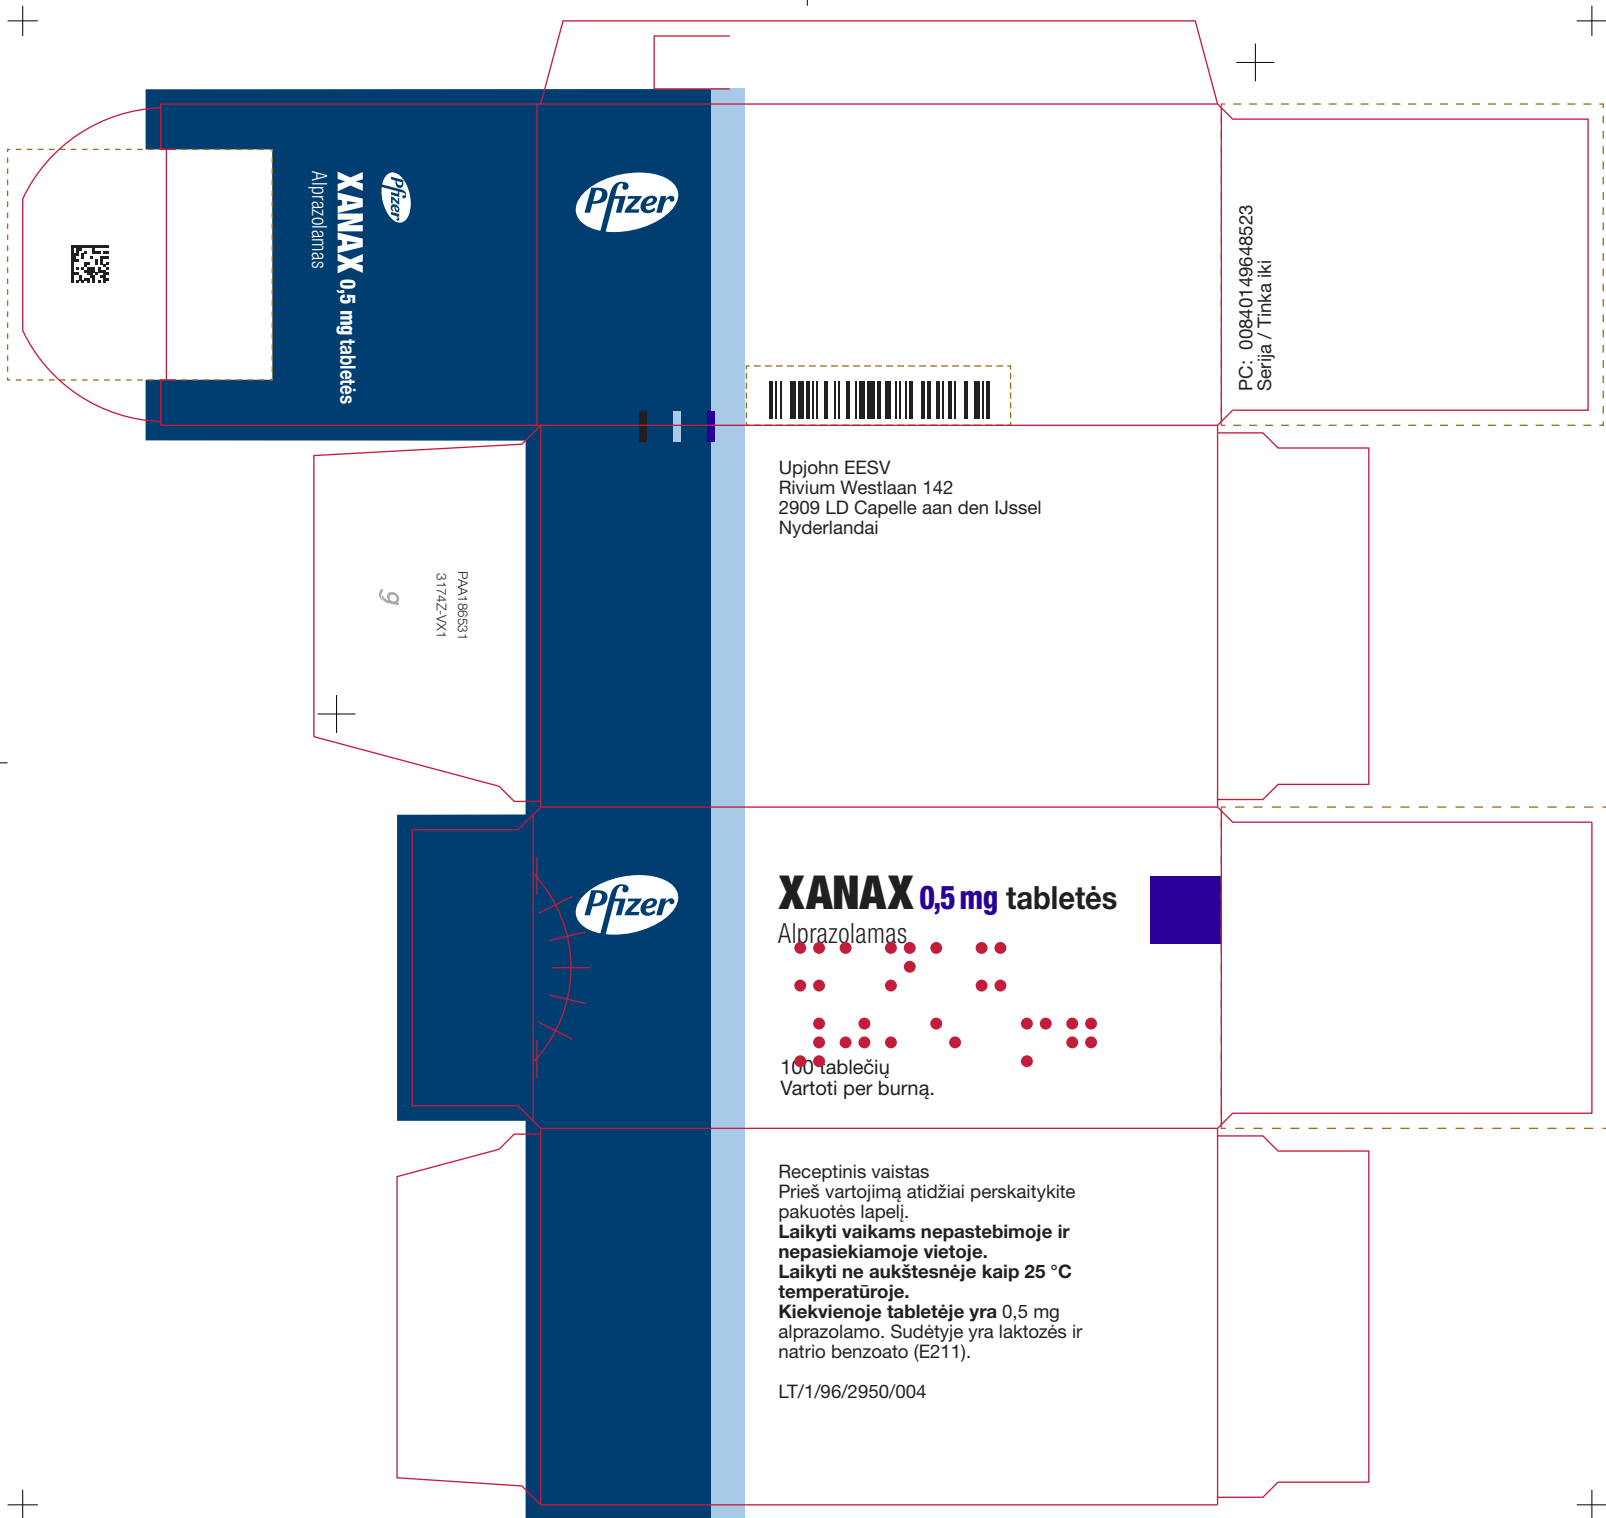 Pfizer
XANAX 0,5 mg tabletės
Alprazolamas
Pfizer
PC: 00840149648523
Serija / Tinka iki
Upjohn EESV
Rivium Westlaan 142
2909 LD Capelle aan den IJssel
Nyderlandai
PAA186531
3174Z-VX1
g
Pfizer
XANAX 0,5 mg tabletės
Alprazolamas
100 tablečių
Vartoti per burną.
Receptinis vaistas
Prieš vartojimą atidžiai perskaitykite
pakuotės lapelį.
Laikyti vaikams nepastebimoje ir
nepasiekiamoje vietoje.
Laikyti ne aukštesnėje kaip 25 °C
temperatūroje.
Kiekvienoje tabletėje yra 0,5 mg
alprazolamo. Sudėtyje yra laktozės ir
natrio benzoato (E211).
LT/1/96/2950/004